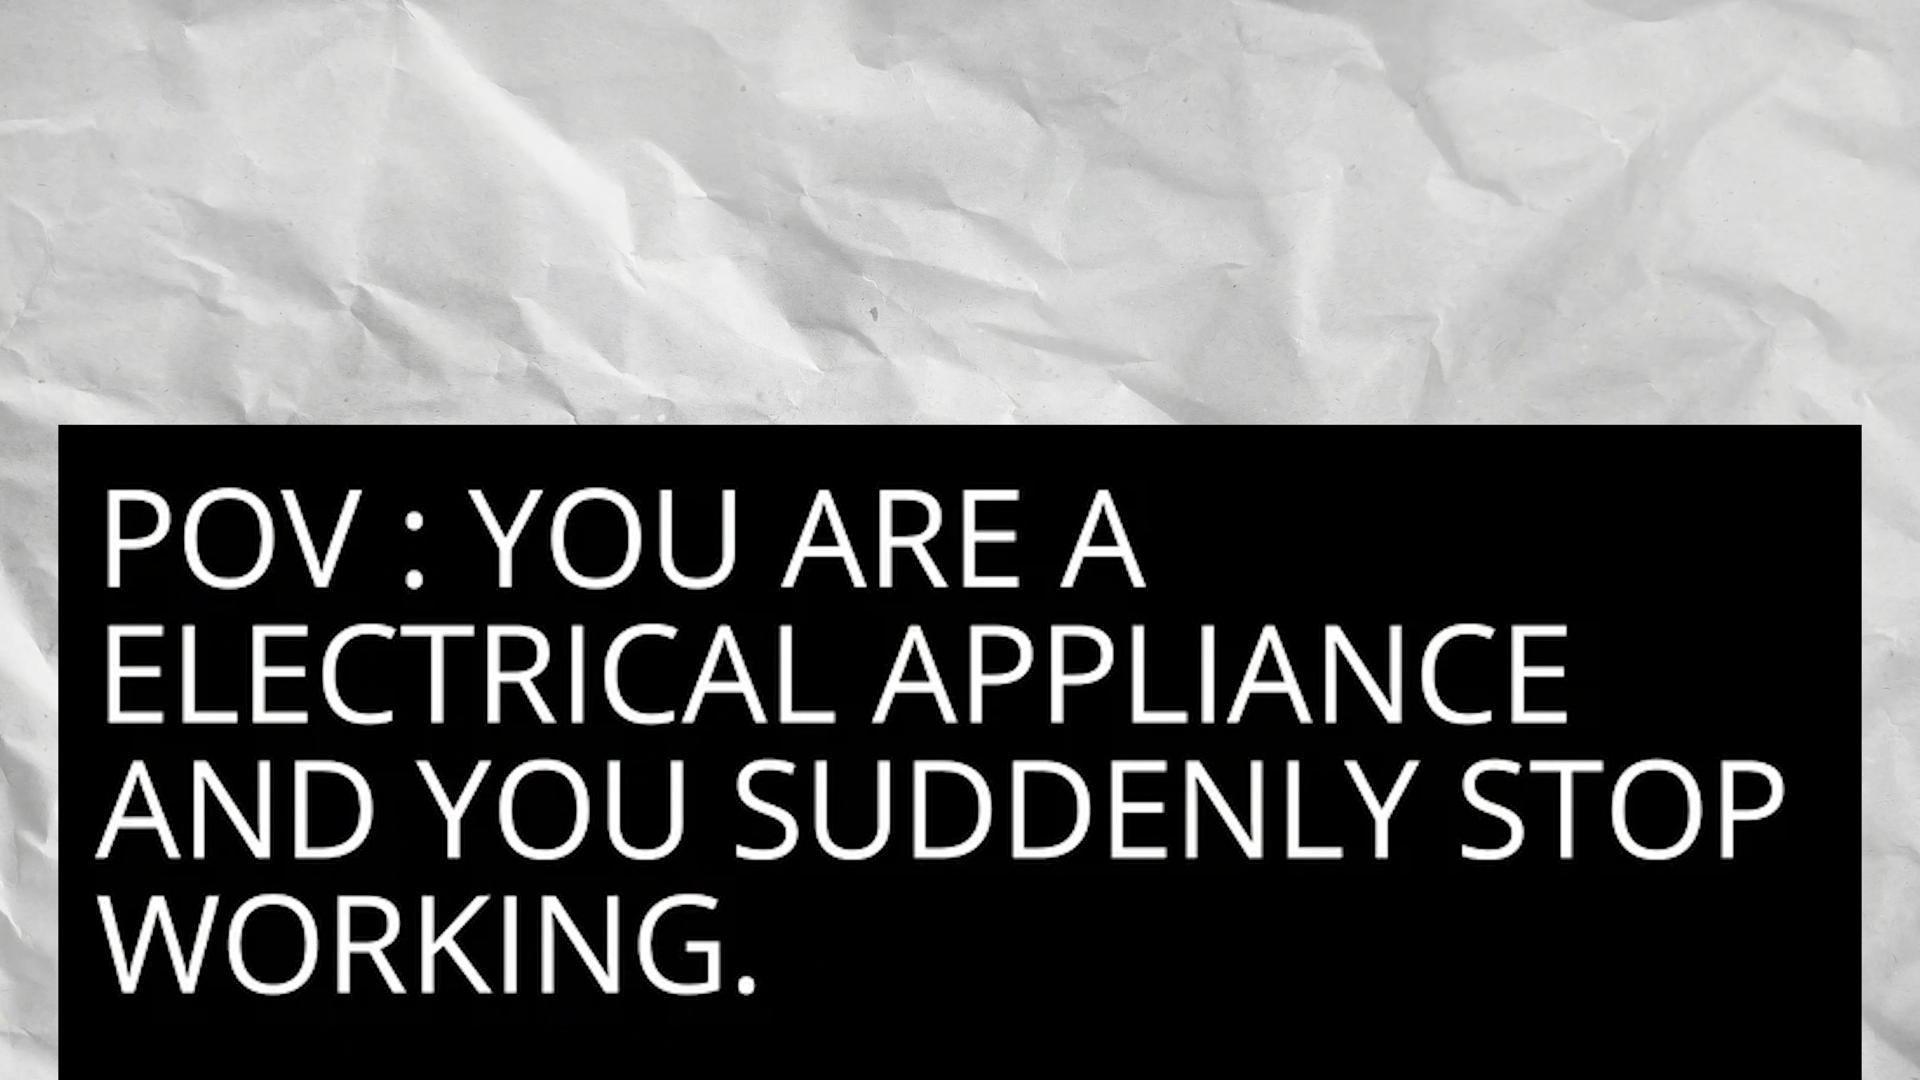 POV : YOU ARE A
ELECTRICAL APPLIANCE
AND YOU SUDDENLY STOP
WORKING.